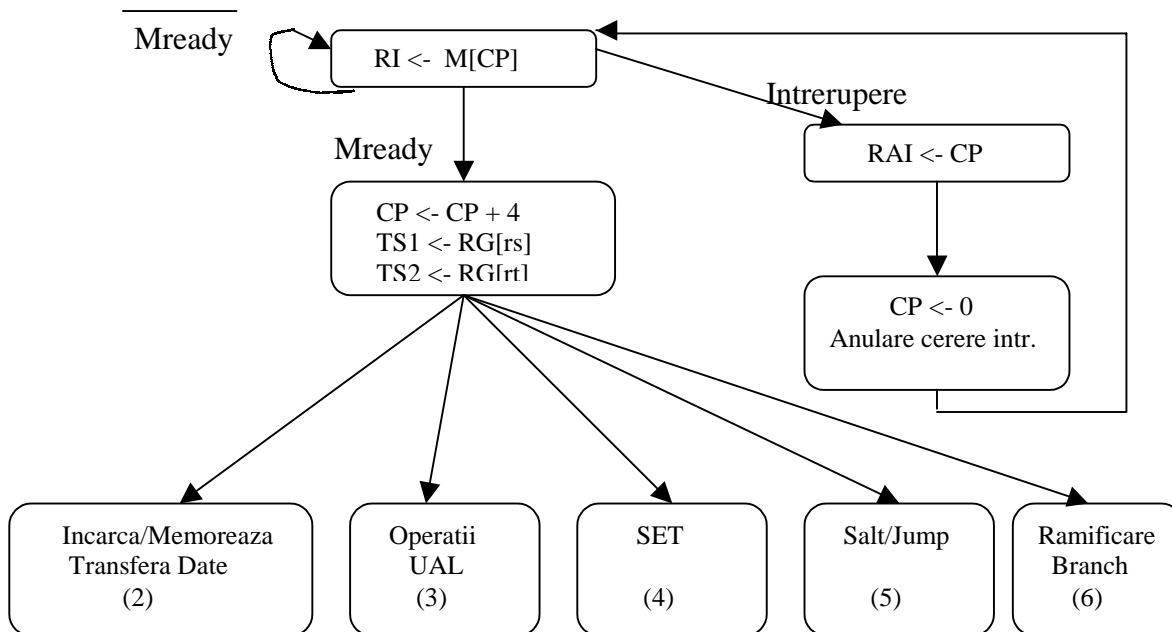 Mready
RI <- M[CP]
Intrerupere
Mready
RAI <- CP
CP <- CP + 4
TS1 <- RG[rs]
TS2 <- RG[rt]
CP <- 0
Anulare cerere intr.
Incarca/Memoreaza
Transfera Date
(2)
Operatii
UAL
(3)
SET
(4)
Salt/Jump
(5)
Ramificare
Branch
(6)